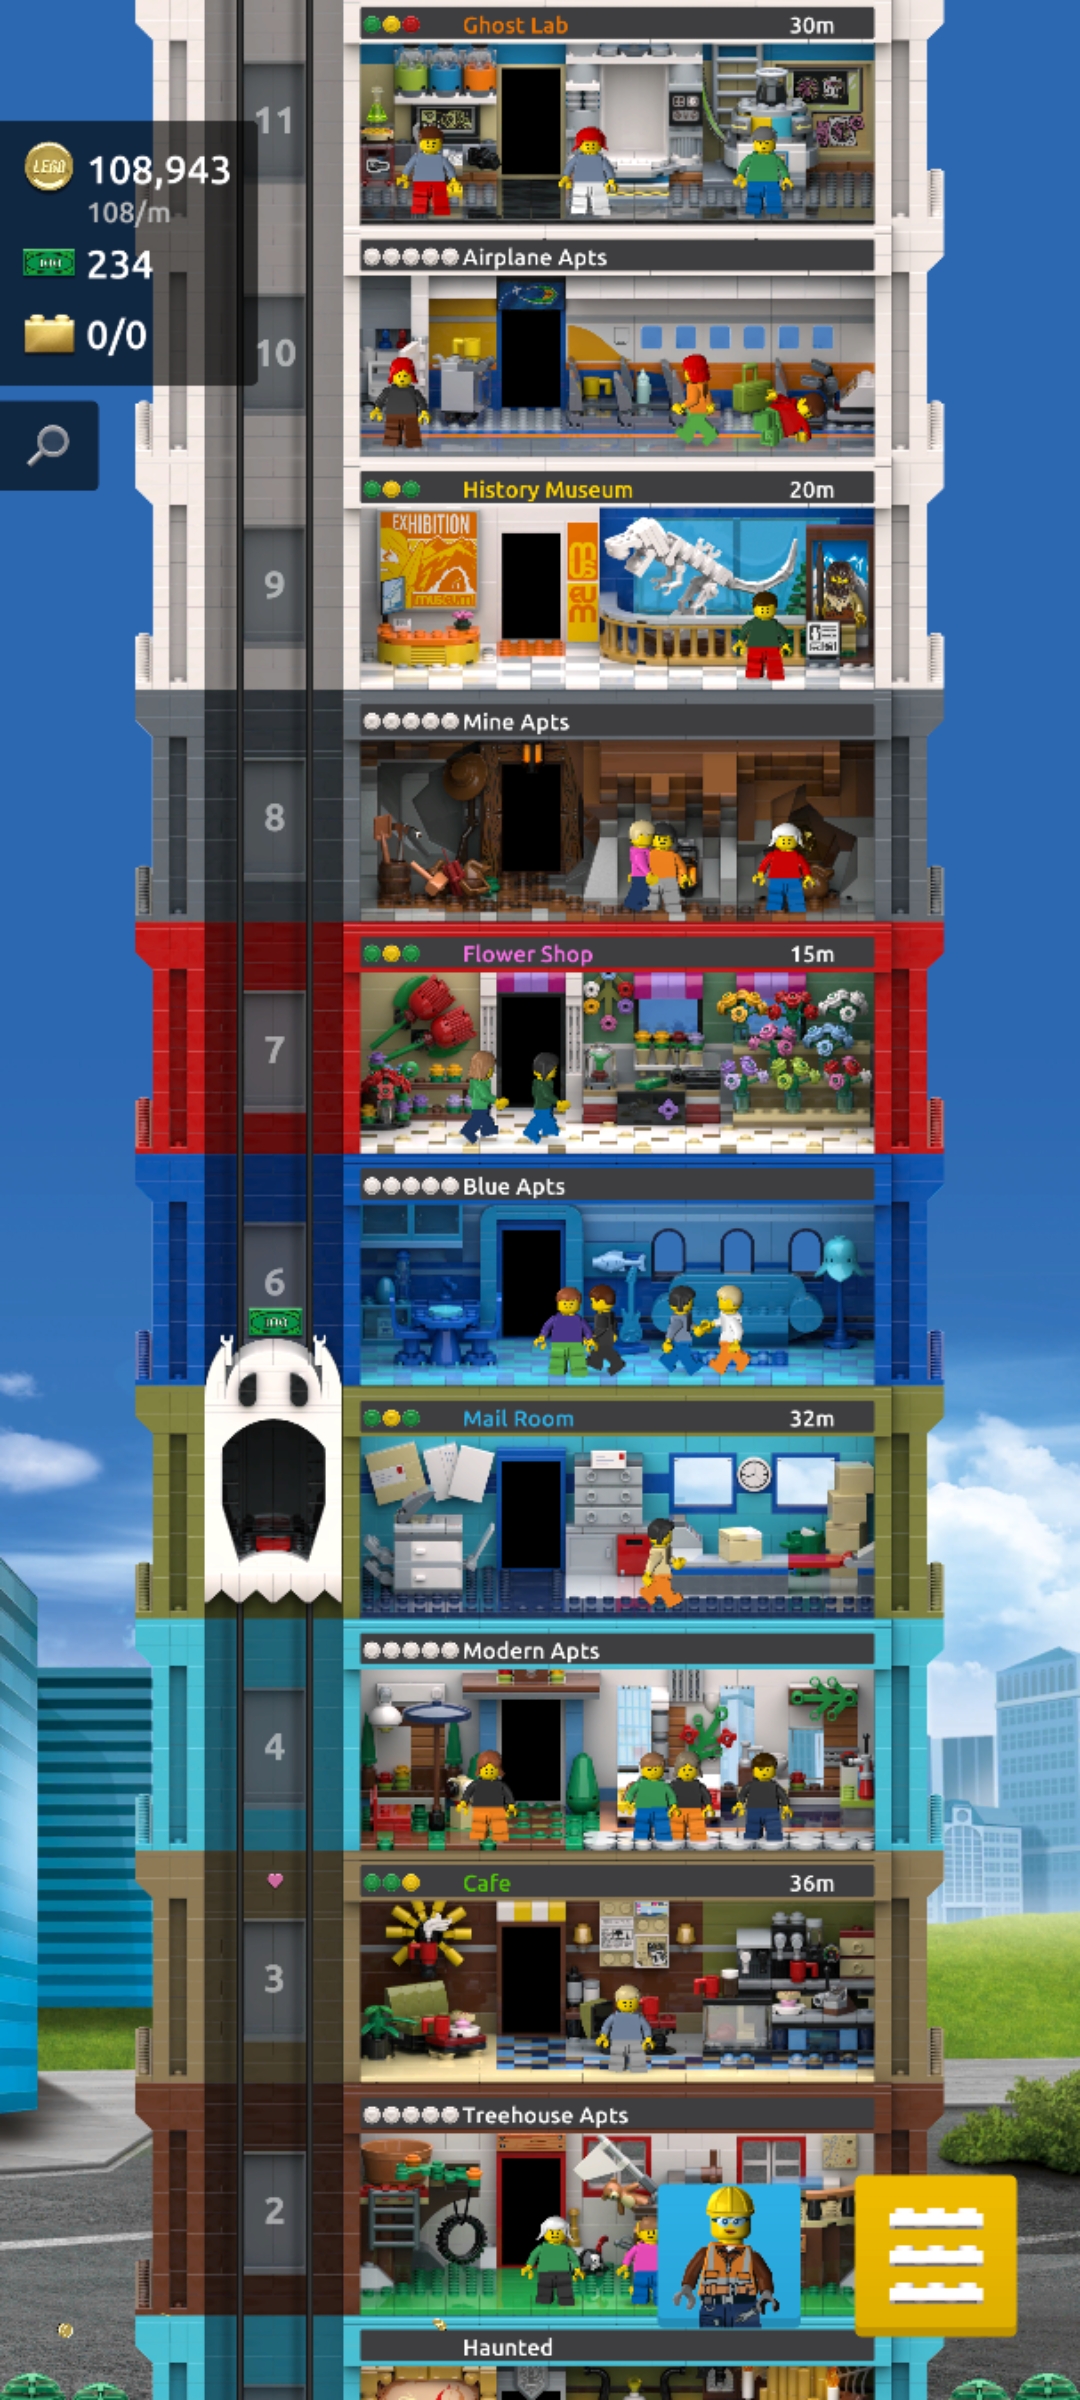 Ghost Lab 30m
11
LEGO 108,943
108/m
234
0/0
Airplane Apts
10
History Museum 20m
EXHIBITION
museum
mus
eum
9
Mine Apts
8
Flower Shop 15m
7
Blue Apts
6
Mail Room 32m
Modern Apts
4
Cafe 36m
3
Treehouse Apts
2
Haunted